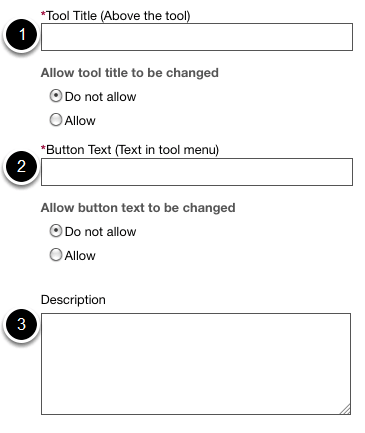 1
*Tool Title (Above the tool)
Allow tool title to be changed
Do not allow
Allow
*Button Text (Text in tool menu)
2
Allow button text to be changed
Do not allow
Allow
Description
3